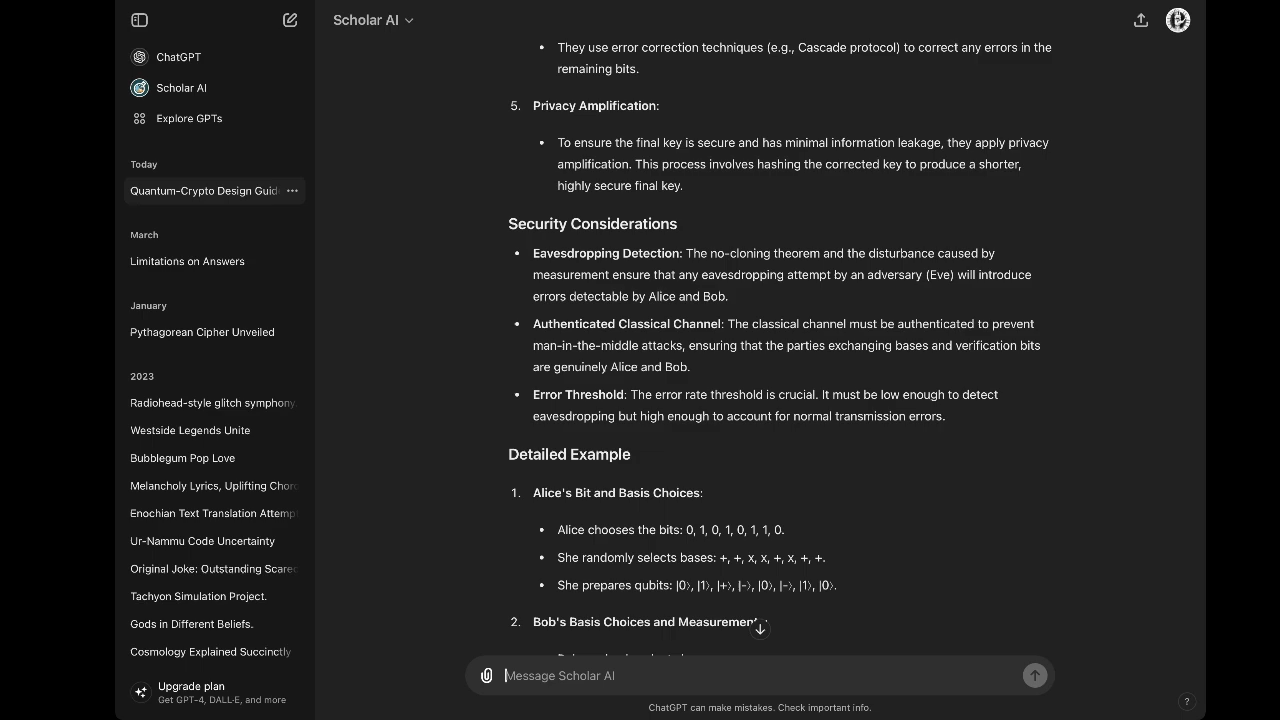 Scholar AI
ChatGPT
Scholar AI
Explore GPTs
Today
Quantum-Crypto Design Guid
March
Limitations on Answers
January
Pythagorean Cipher Unveiled
2023
Radiohead-style glitch symphony.
Westside Legends Unite
Bubblegum Pop Love
Melancholy Lyrics, Uplifting Chor
Enochian Text Translation Attempt
Ur-Nammu Code Uncertainty
Original Joke: Outstanding Scarec
Tachyon Simulation Project.
Gods in Different Beliefs.
Cosmology Explained Succinctly
Upgrade plan
Get GPT-4, DALL·E, and more
• They use error correction techniques (e.g., Cascade protocol) to correct any errors in the
remaining bits.
5. Privacy Amplification:
• To ensure the final key is secure and has minimal information leakage, they apply privacy
amplification. This process involves hashing the corrected key to produce a shorter,
highly secure final key.
Security Considerations
• Eavesdropping Detection: The no-cloning theorem and the disturbance caused by
measurement ensure that any eavesdropping attempt by an adversary (Eve) will introduce
errors detectable by Alice and Bob.
• Authenticated Classical Channel: The classical channel must be authenticated to prevent
man-in-the-middle attacks, ensuring that the parties exchanging bases and verification bits
are genuinely Alice and Bob.
• Error Threshold: The error rate threshold is crucial. It must be low enough to detect
eavesdropping but high enough to account for normal transmission errors.
Detailed Example
1. Alice's Bit and Basis Choices:
• Alice chooses the bits: 0, 1, 0, 1, 0, 1, 1, 0.
• She randomly selects bases: +, +, x, x, +, x, +, +.
• She prepares qubits: |0⟩, |1⟩, |+⟩, |-⟩, |0⟩, |-⟩, |1⟩, |0⟩.
2. Bob's Basis Choices and Measurement
Message Scholar AI
ChatGPT can make mistakes. Check important info.
?